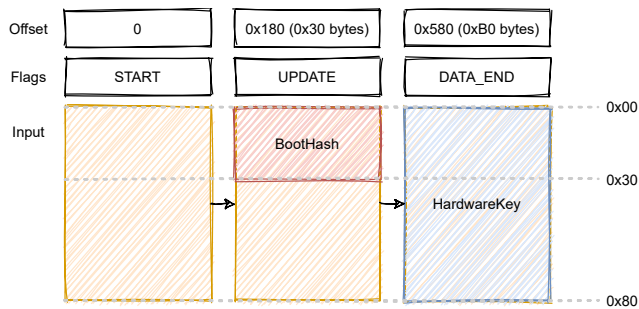 Offset 0 0x180 (0x30 bytes) 0x580 (0xB0 bytes)
Flags START UPDATE DATA_END
0x00
Input
BootHash
0x30
HardwareKey
0x80